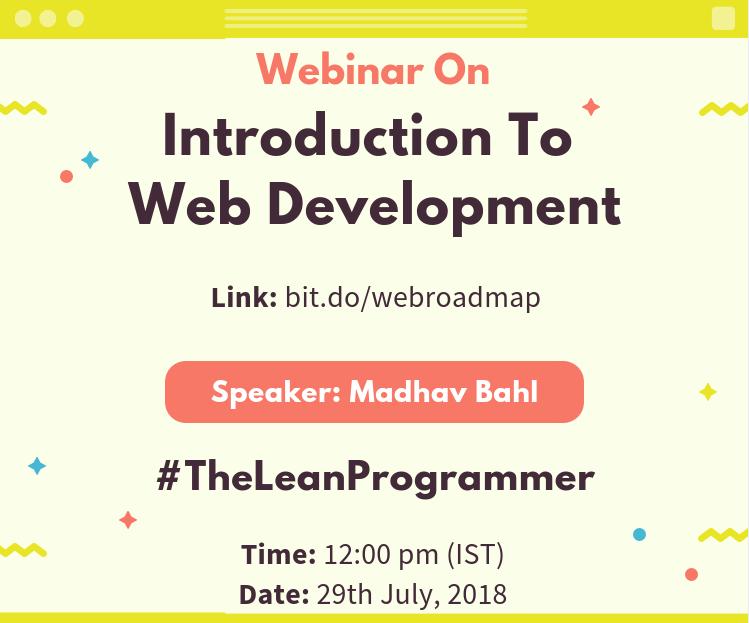 Webinar On
Introduction To
Web Development
Link: bit.do/webroadmap
Speaker: Madhav Bahl
#TheLeanProgrammer
Time: 12:00 pm (IST)
Date: 29th July, 2018